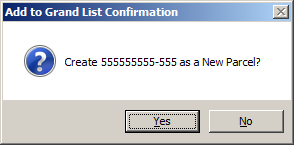 Add to Grand List Confirmation
Create 555555555-555 as a New Parcel?
Yes
No